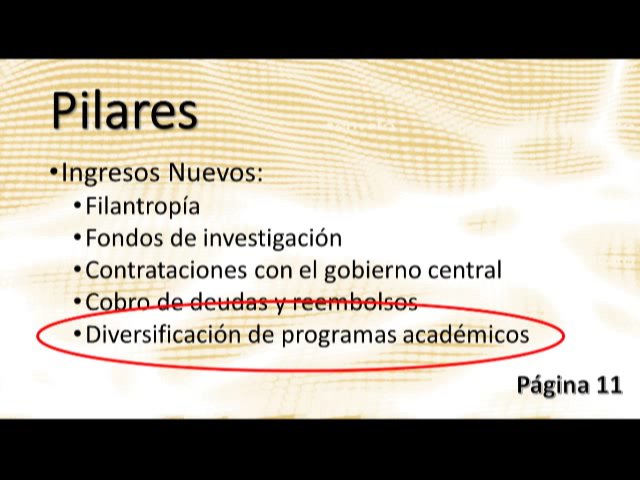 Pilares
•Ingresos Nuevos:
•Filantropía
•Fondos de investigación
•Contrataciones con el gobierno central
•Cobro de deudas y reembolsos
•Diversificación de programas académicos
Página 11